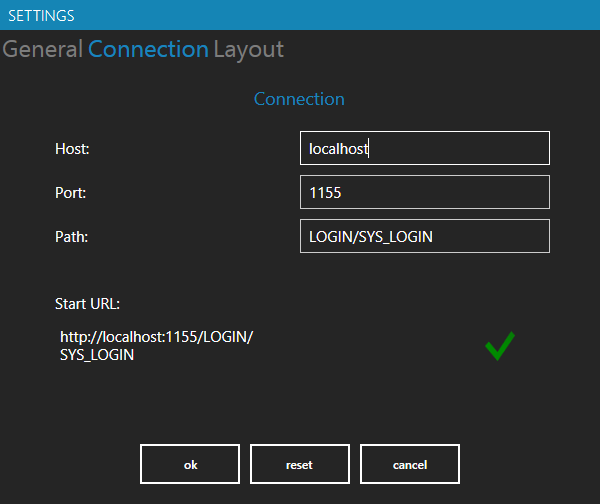 SETTINGS
General Connection Layout
Connection
Host: localhost
Port: 1155
Path: LOGIN/SYS_LOGIN
Start URL:
http://localhost:1155/LOGIN/
SYS_LOGIN
ok reset cancel